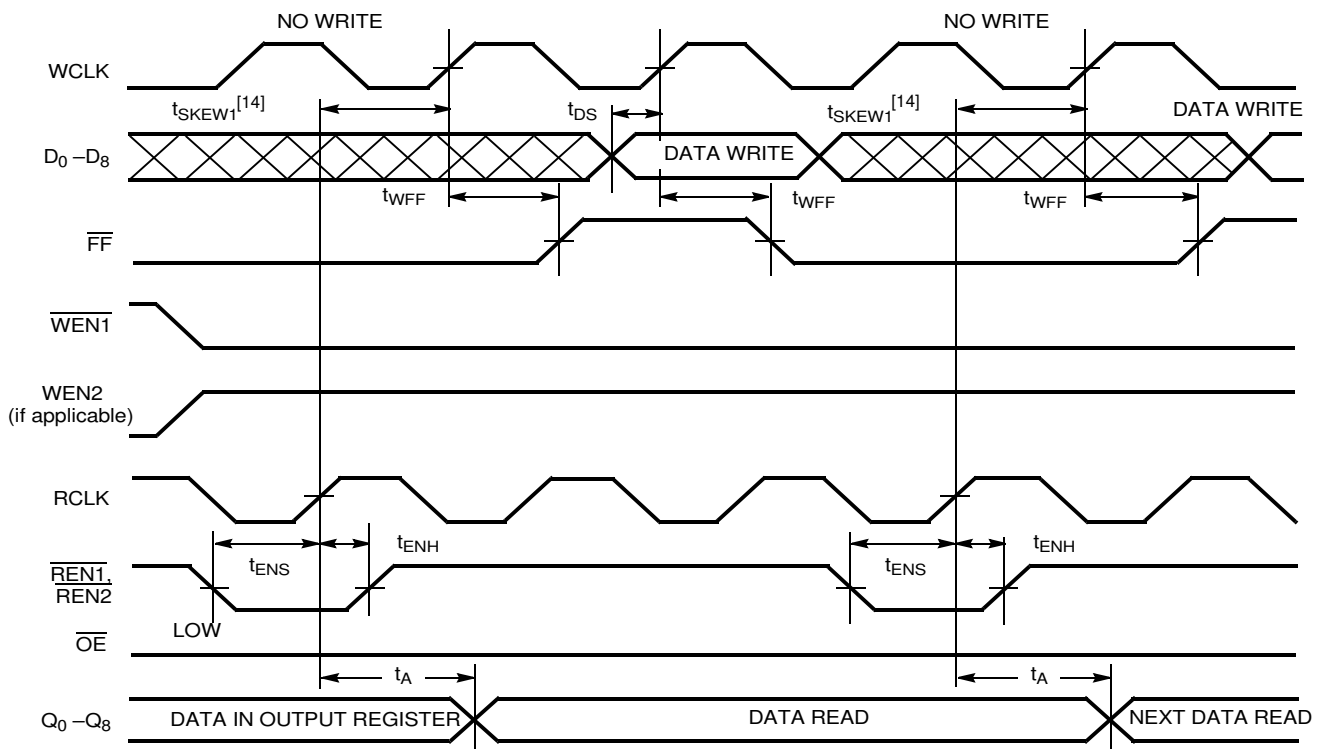 NO WRITE NO WRITE
WCLK
tSKEW1[14] tDS tSKEW1[14] DATA WRITE
D0 –D8 DATA WRITE
tWFF tWFF tWFF
FF
WEN1
WEN2
(if applicable)
RCLK
tENS tENH tENS tENH
REN1,
REN2
LOW
OE
tA tA
Q0 –Q8 DATA IN OUTPUT REGISTER DATA READ NEXT DATA READ